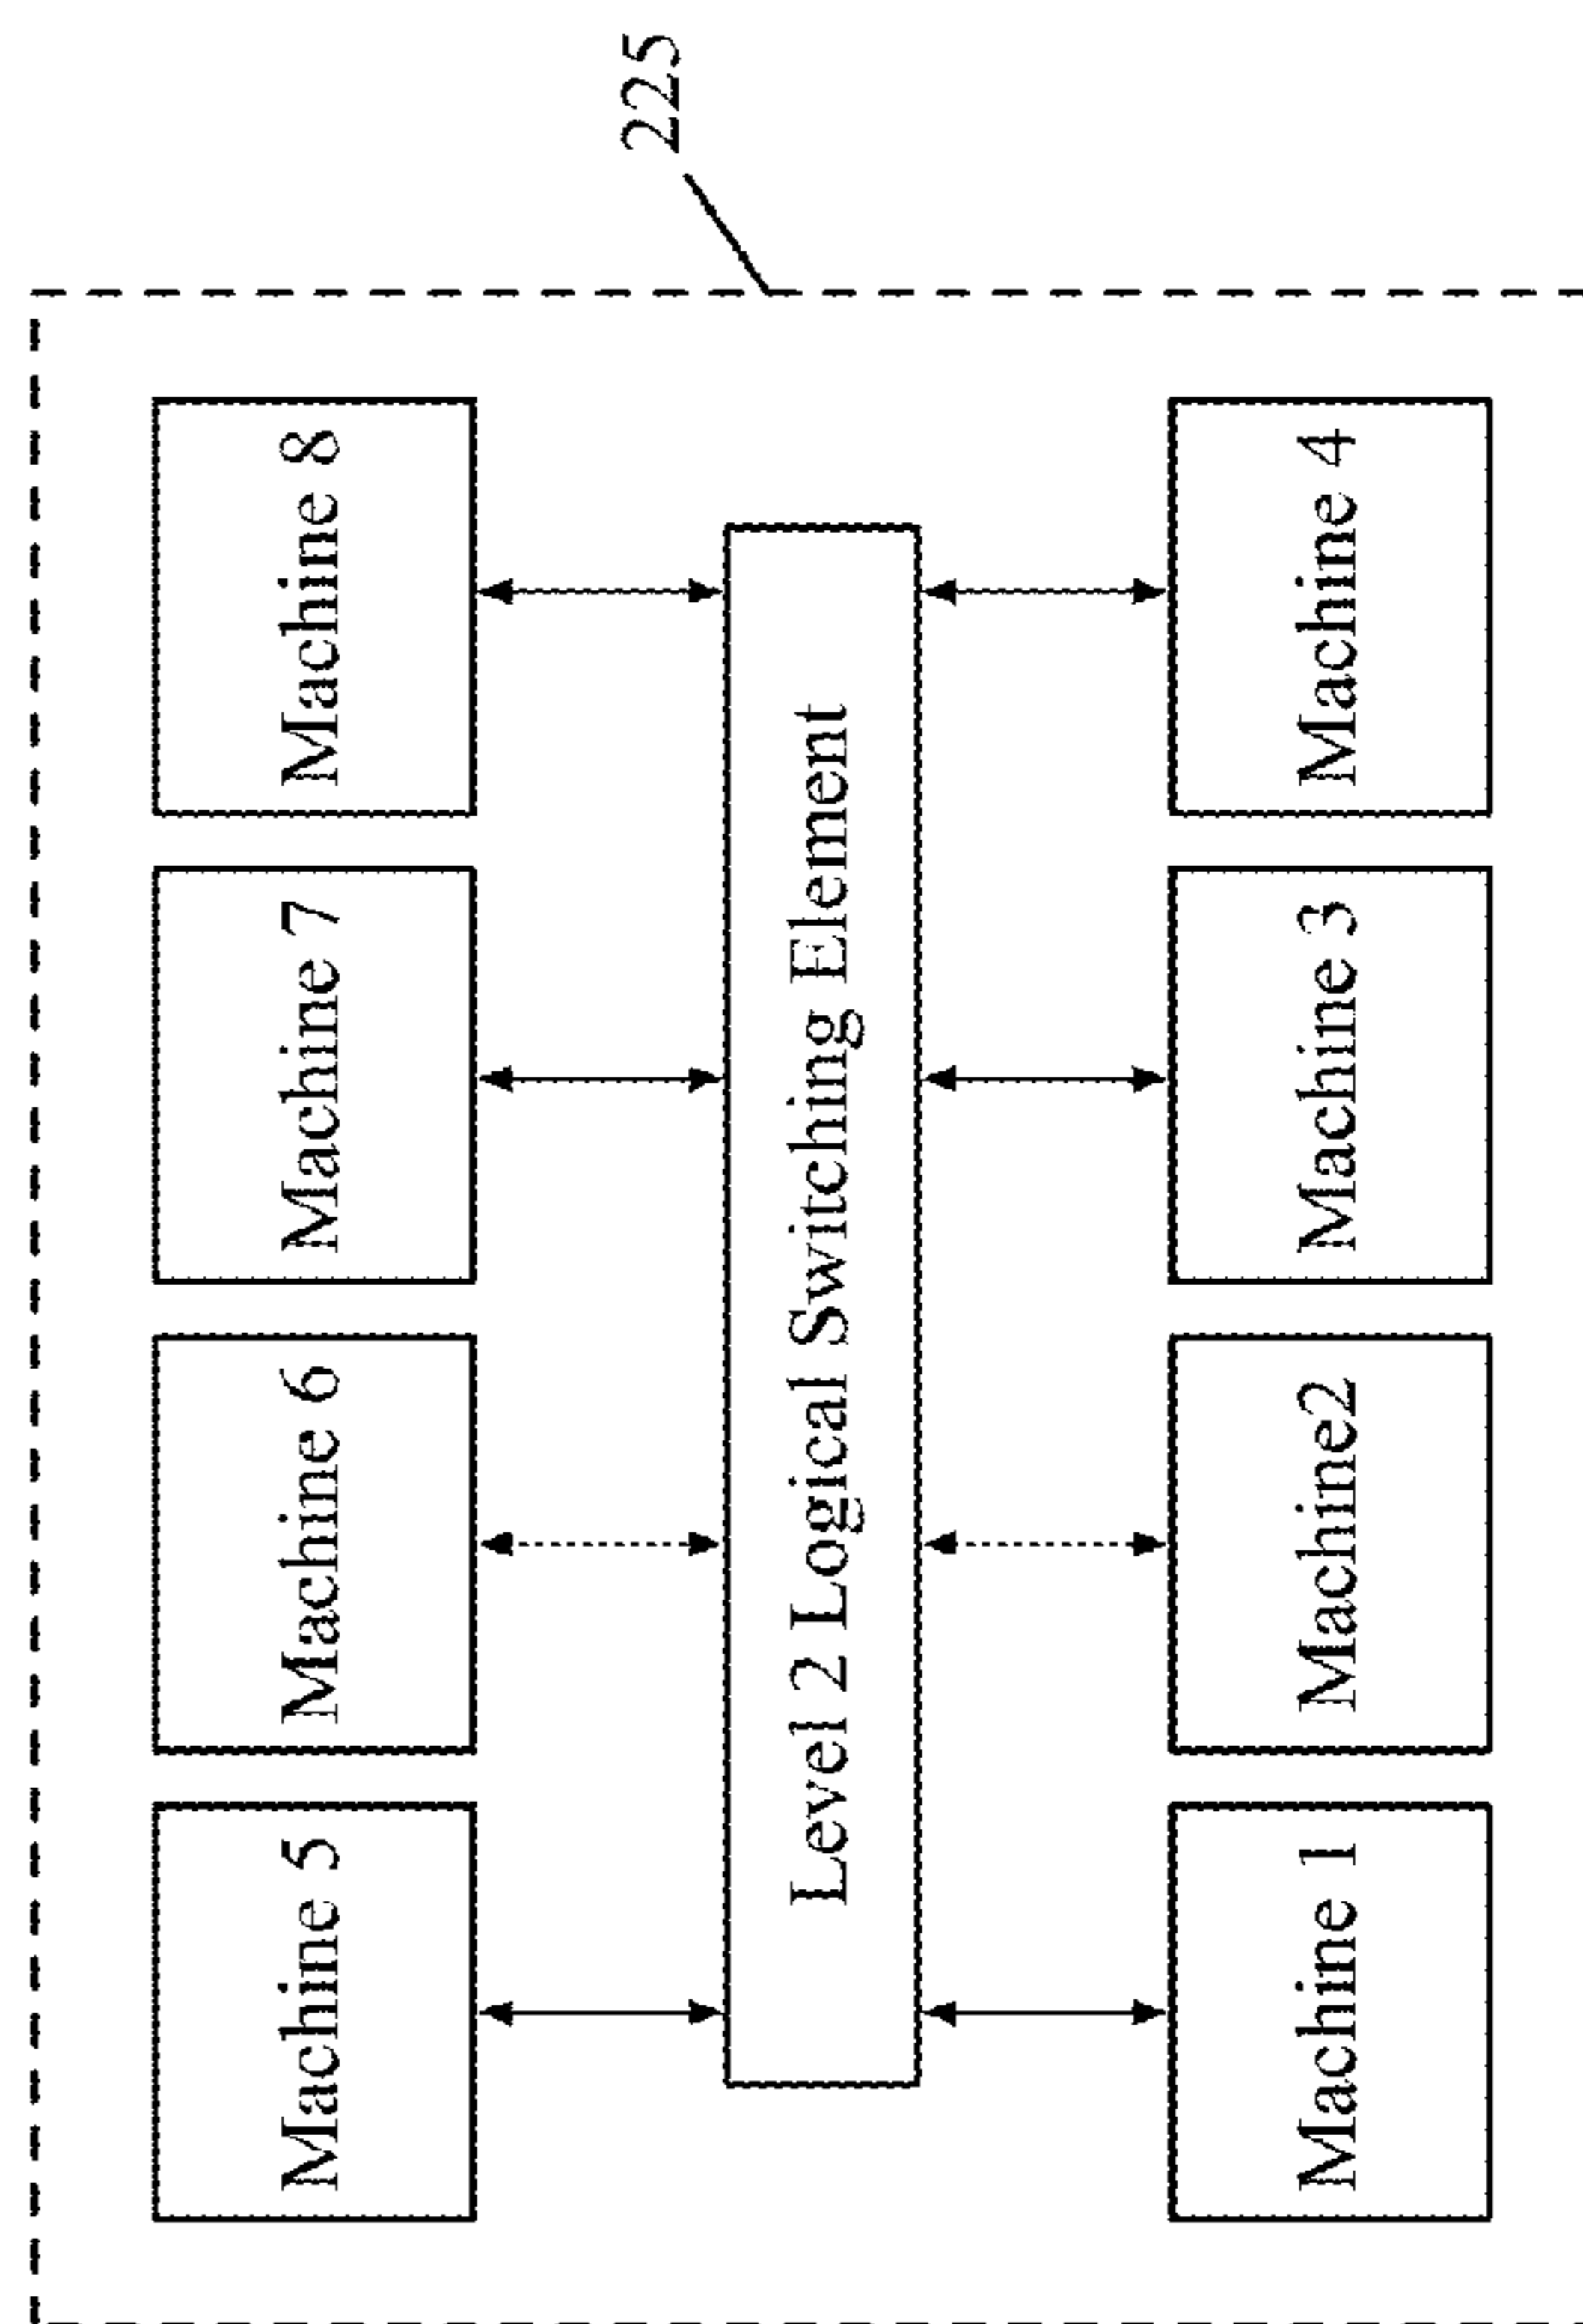 225
Machine 5
Machine 6
Machine 7
Machine 8
Level 2 Logical Switching Element
Machine 1
Machine2
Machine 3
Machine 4